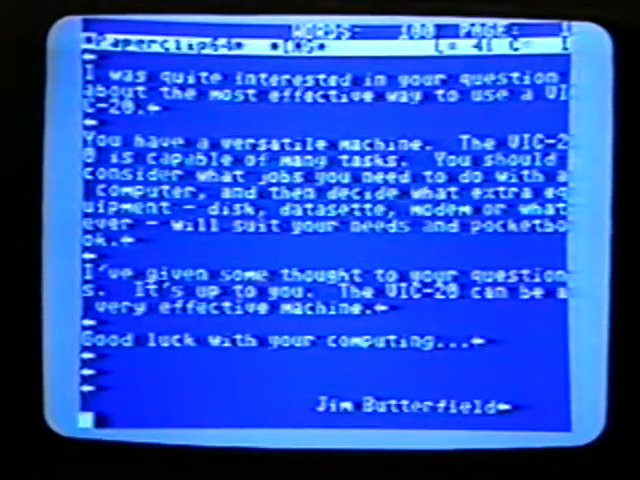 WORDS: 100 PAGE: 1
*Paperclip64* *INS* L= 41 C= 1
←
I was quite interested in your question
about the most effective way to use a VI
C-20.←
←
You have a versatile machine. The VIC-2
0 is capable of many tasks. You should
consider what jobs you need to do with a
computer, and then decide what extra eq
uipment - disk, datasette, modem or what
ever - will suit your needs and pocketbo
ok.←
←
I've given some thought to your question
s. It's up to you. The VIC-20 can be a
very effective machine.←
←
Good luck with your computing...←
←
←
←
Jim Butterfield←